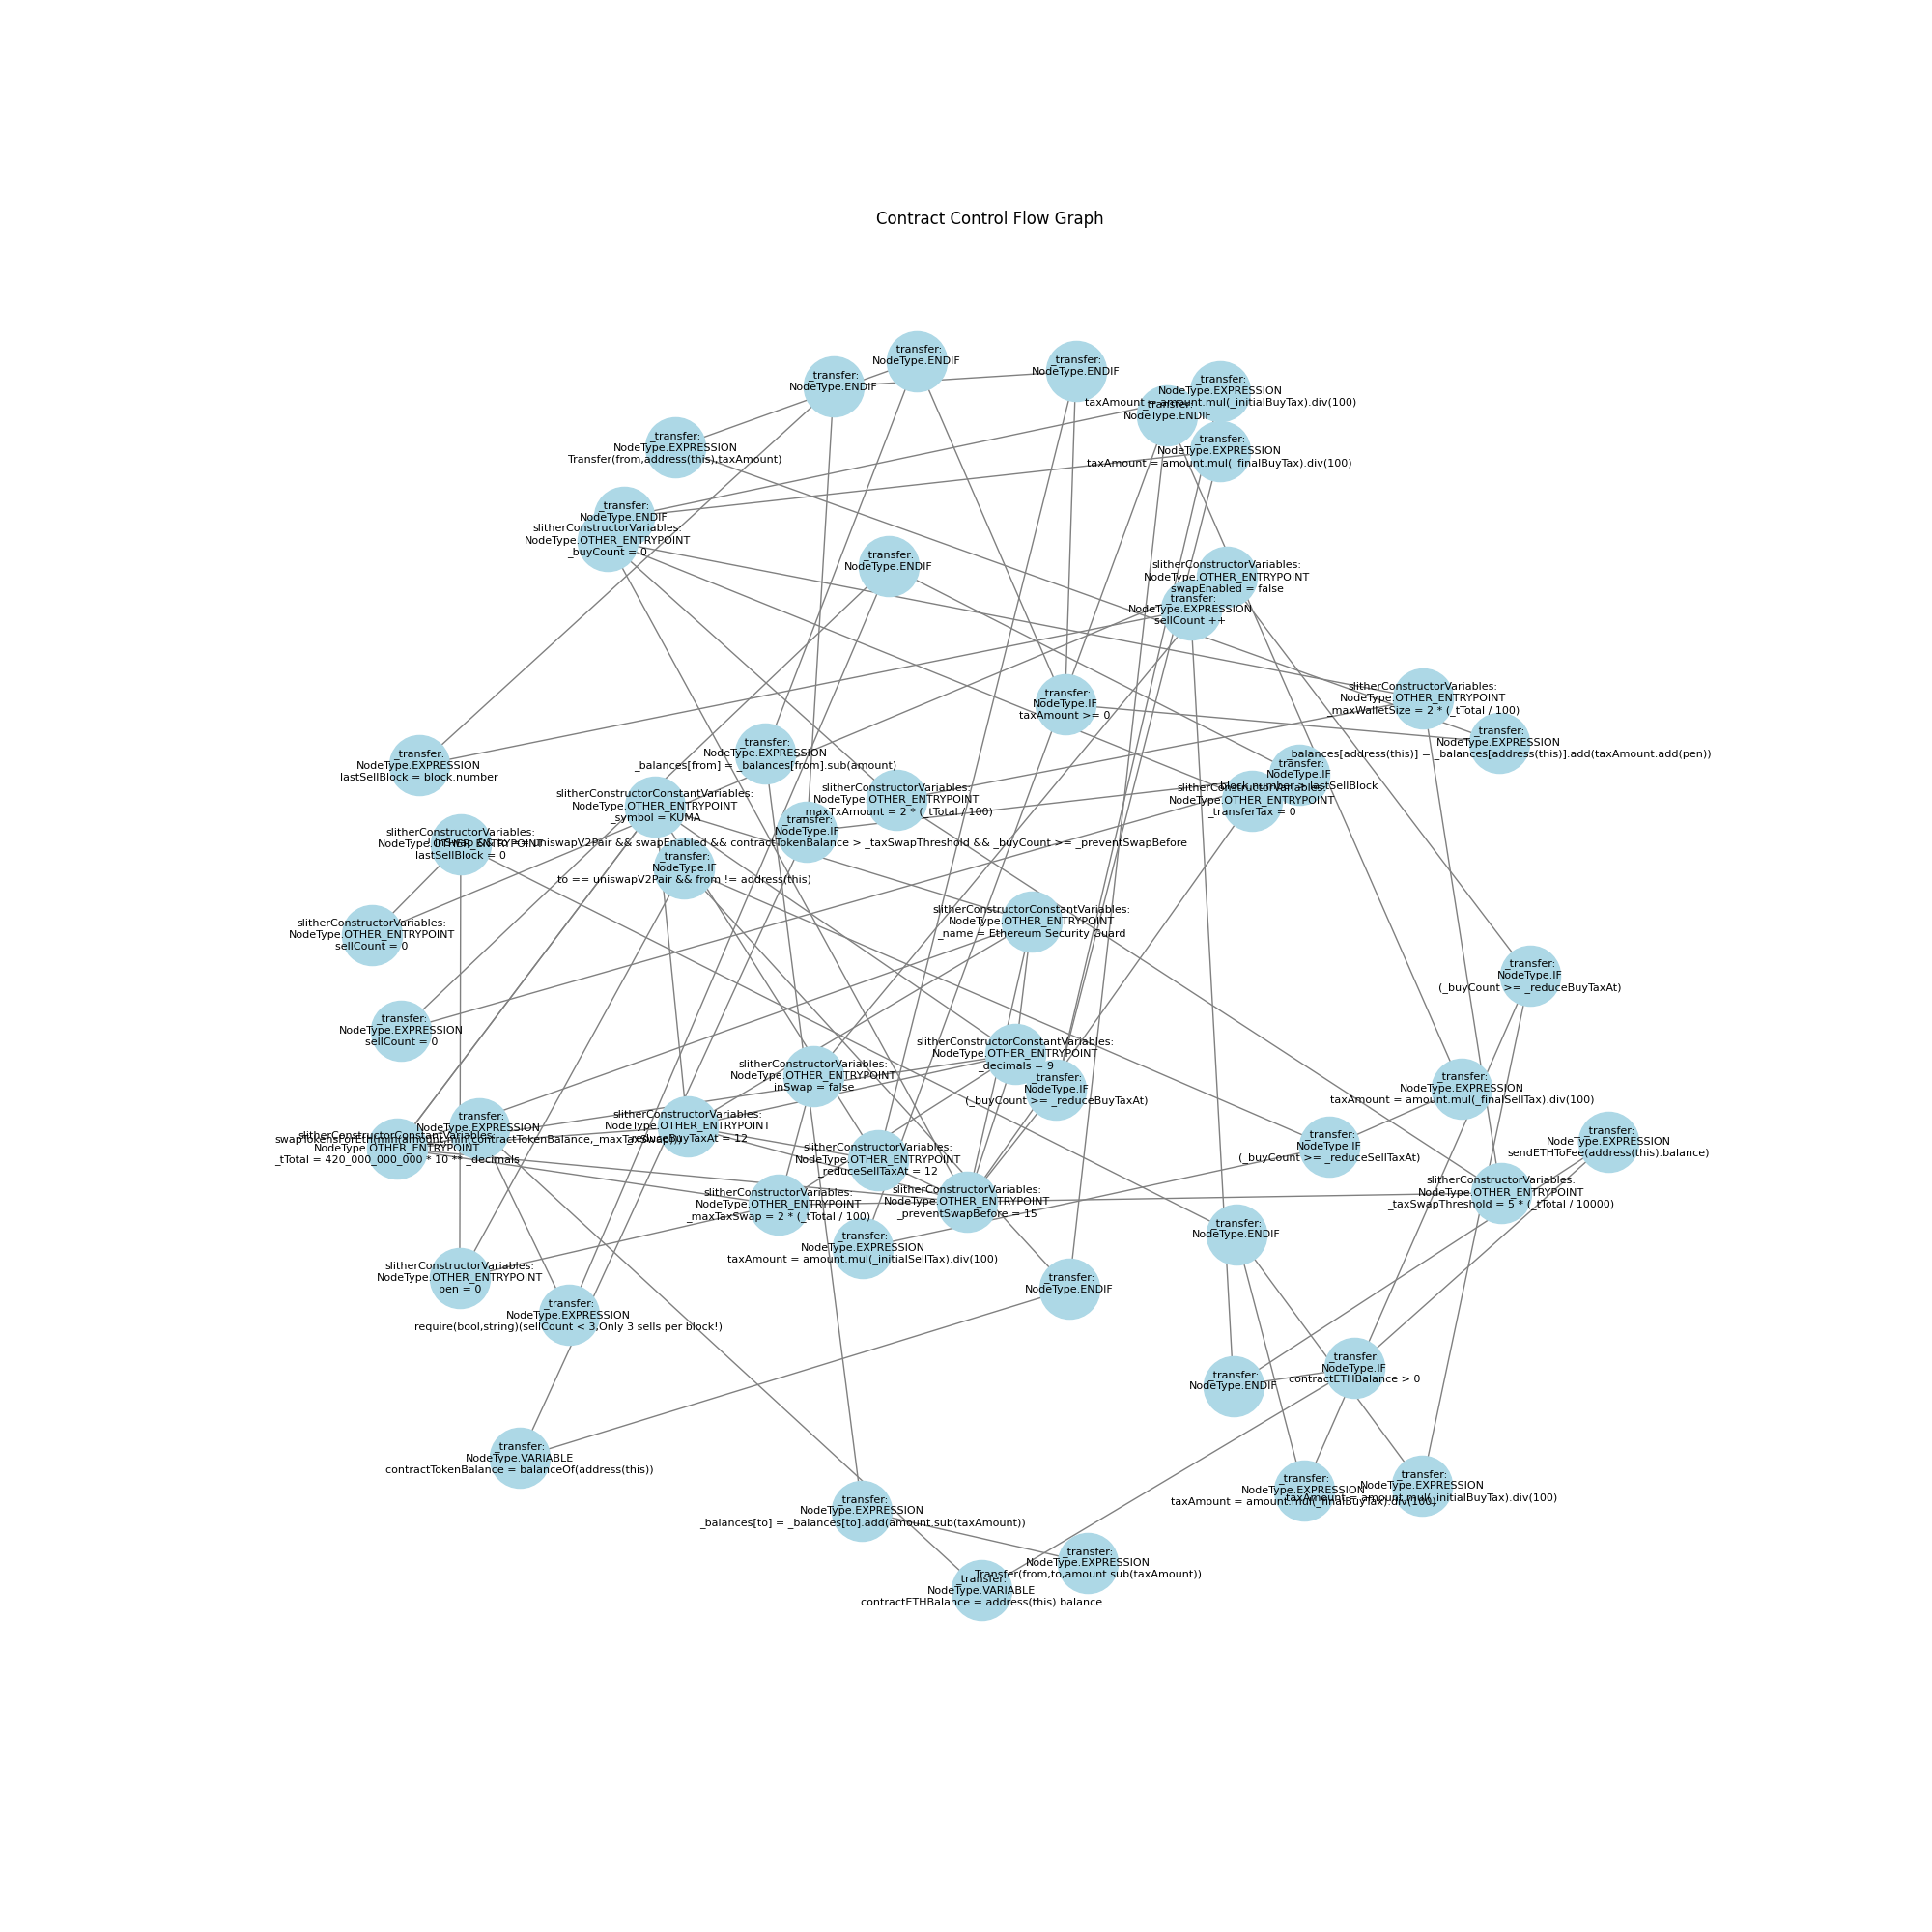 Contract Control Flow Graph
_transfer:
NodeType.ENDIF
_transfer:
NodeType.ENDIF
_transfer:
NodeType.ENDIF
_transfer:
NodeType.EXPRESSION
taxAmount = amount.mul(_initialBuyTax).div(100)
_transfer:
NodeType.ENDIF
_transfer:
NodeType.EXPRESSION
Transfer(from,address(this),taxAmount)
_transfer:
NodeType.EXPRESSION
taxAmount = amount.mul(_finalBuyTax).div(100)
_transfer:
NodeType.ENDIF
slitherConstructorVariables:
NodeType.OTHER_ENTRYPOINT
_buyCount = 0
_transfer:
NodeType.ENDIF
slitherConstructorVariables:
NodeType.OTHER_ENTRYPOINT
swapEnabled = false
_transfer:
NodeType.EXPRESSION
sellCount ++
slitherConstructorVariables:
NodeType.OTHER_ENTRYPOINT
_maxWalletSize = 2 * (_tTotal / 100)
_transfer:
NodeType.IF
taxAmount >= 0
_transfer:
NodeType.EXPRESSION
_balances[address(this)] = _balances[address(this)].add(taxAmount.add(pen))
_transfer:
NodeType.EXPRESSION
lastSellBlock = block.number
_transfer:
NodeType.EXPRESSION
_balances[from] = _balances[from].sub(amount)
_transfer:
NodeType.IF
block.number > lastSellBlock
slitherConstructorVariables:
NodeType.OTHER_ENTRYPOINT
_transferTax = 0
slitherConstructorConstantVariables:
NodeType.OTHER_ENTRYPOINT
_symbol = KUMA
slitherConstructorVariables:
NodeType.OTHER_ENTRYPOINT
_maxTxAmount = 2 * (_tTotal / 100)
_transfer:
NodeType.IF
!inSwap && to == uniswapV2Pair && swapEnabled && contractTokenBalance > _taxSwapThreshold && _buyCount >= _preventSwapBefore
slitherConstructorVariables:
NodeType.OTHER_ENTRYPOINT
lastSellBlock = 0
_transfer:
NodeType.IF
to == uniswapV2Pair && from != address(this)
slitherConstructorVariables:
NodeType.OTHER_ENTRYPOINT
sellCount = 0
slitherConstructorConstantVariables:
NodeType.OTHER_ENTRYPOINT
_name = Ethereum Security Guard
_transfer:
NodeType.IF
(_buyCount >= _reduceBuyTaxAt)
_transfer:
NodeType.EXPRESSION
sellCount = 0
slitherConstructorConstantVariables:
NodeType.OTHER_ENTRYPOINT
_decimals = 9
slitherConstructorVariables:
NodeType.OTHER_ENTRYPOINT
inSwap = false
_transfer:
NodeType.IF
(_buyCount >= _reduceBuyTaxAt)
_transfer:
NodeType.EXPRESSION
taxAmount = amount.mul(_finalSellTax).div(100)
_transfer:
NodeType.EXPRESSION
swapTokensForEth(min(amount,min(contractTokenBalance,_maxTaxSwap)))
slitherConstructorVariables:
NodeType.OTHER_ENTRYPOINT
_reduceBuyTaxAt = 12
slitherConstructorConstantVariables:
NodeType.OTHER_ENTRYPOINT
_tTotal = 420_000_000_000 * 10 ** _decimals
_transfer:
NodeType.IF
(_buyCount >= _reduceSellTaxAt)
_transfer:
NodeType.EXPRESSION
sendETHToFee(address(this).balance)
slitherConstructorVariables:
NodeType.OTHER_ENTRYPOINT
_reduceSellTaxAt = 12
slitherConstructorVariables:
NodeType.OTHER_ENTRYPOINT
_taxSwapThreshold = 5 * (_tTotal / 10000)
slitherConstructorVariables:
NodeType.OTHER_ENTRYPOINT
_maxTaxSwap = 2 * (_tTotal / 100)
slitherConstructorVariables:
NodeType.OTHER_ENTRYPOINT
_preventSwapBefore = 15
_transfer:
NodeType.ENDIF
_transfer:
NodeType.EXPRESSION
taxAmount = amount.mul(_initialSellTax).div(100)
slitherConstructorVariables:
NodeType.OTHER_ENTRYPOINT
pen = 0
_transfer:
NodeType.ENDIF
_transfer:
NodeType.EXPRESSION
require(bool,string)(sellCount < 3,Only 3 sells per block!)
_transfer:
NodeType.IF
contractETHBalance > 0
_transfer:
NodeType.ENDIF
_transfer:
NodeType.VARIABLE
contractTokenBalance = balanceOf(address(this))
_transfer:
NodeType.EXPRESSION
taxAmount = amount.mul(_finalBuyTax).div(100)
_transfer:
NodeType.EXPRESSION
taxAmount = amount.mul(_initialBuyTax).div(100)
_transfer:
NodeType.EXPRESSION
_balances[to] = _balances[to].add(amount.sub(taxAmount))
_transfer:
NodeType.EXPRESSION
Transfer(from,to,amount.sub(taxAmount))
_transfer:
NodeType.VARIABLE
contractETHBalance = address(this).balance